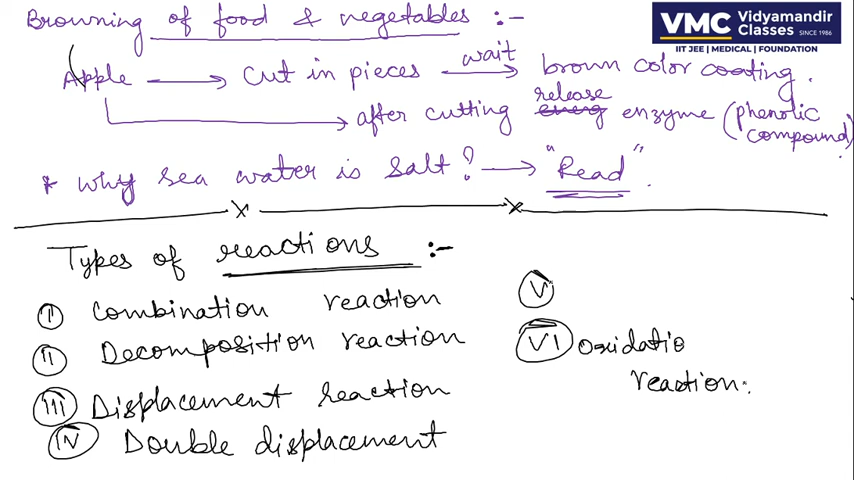 Browning of food & vegetables :-
VMC Vidyamandir Classes SINCE 1986
IIT JEE | MEDICAL | FOUNDATION
Apple → cut in pieces wait → brown color coating.
→ after cutting release enzyme (phenolic compound)
* why sea water is salt? → "Read".
Types of reactions :-
I Combination reaction
II Decomposition reaction
III Displacement reaction
IV Double displacement
V
VI Oxidatio
reaction.